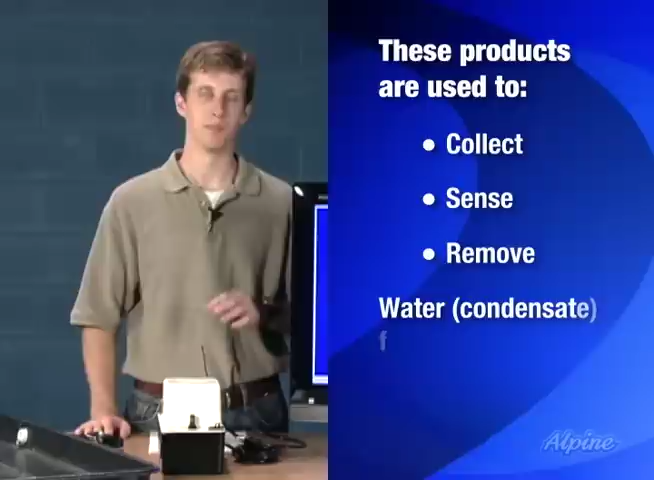 These products
are used to:
• Collect
• Sense
• Remove
Water (condensate)
f
Alpine